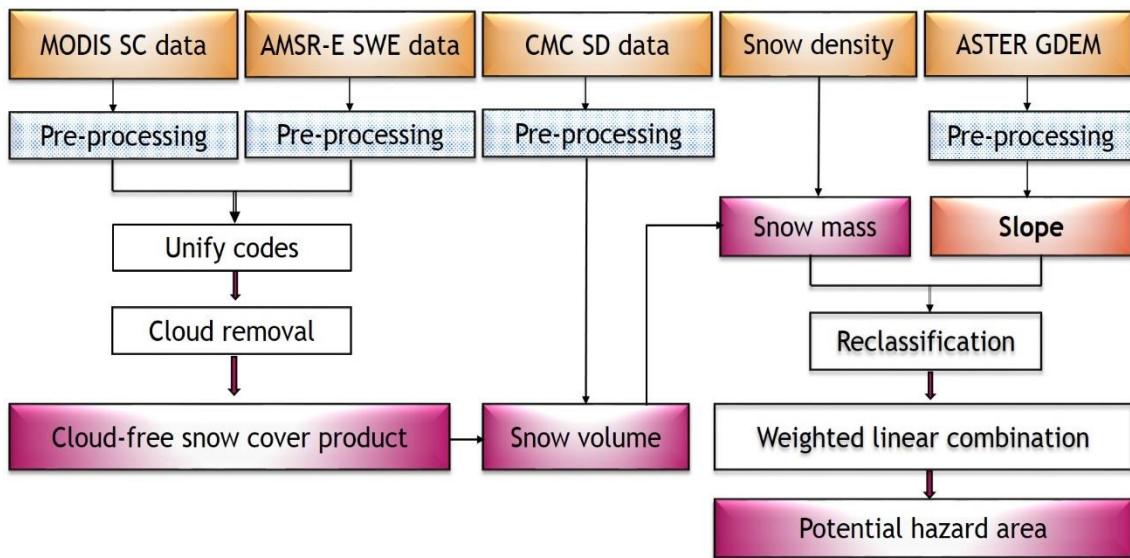 MODIS SC data
AMSR-E SWE data
CMC SD data
Snow density
ASTER GDEM
Pre-processing
Pre-processing
Pre-processing
Pre-processing
Unify codes
Snow mass
Slope
Cloud removal
Reclassification
Cloud-free snow cover product
Snow volume
Weighted linear combination
Potential hazard area